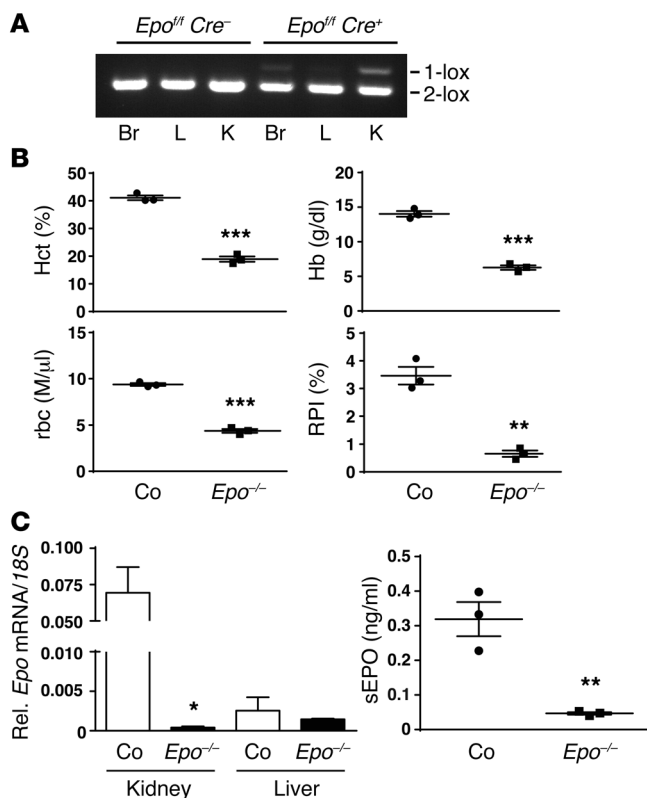 A
Epo^f/f Cre^– Epo^f/f Cre^+
1-lox
2-lox
Br L K Br L K
B
50
40
30
20
10
0
Hct (%)
***
20
15
10
5
0
Hb (g/dl)
***
15
10
5
0
rbc (M/μl)
***
Co Epo^–/–
5
4
3
2
1
0
RPI (%)
**
Co Epo^–/–
C
0.100
0.075
0.050
0.010
0.005
0.000
Rel. Epo mRNA/18S
*
Co Epo^–/– Co Epo^–/–
Kidney Liver
0.5
0.4
0.3
0.2
0.1
0
sEPO (ng/ml)
**
Co Epo^–/–